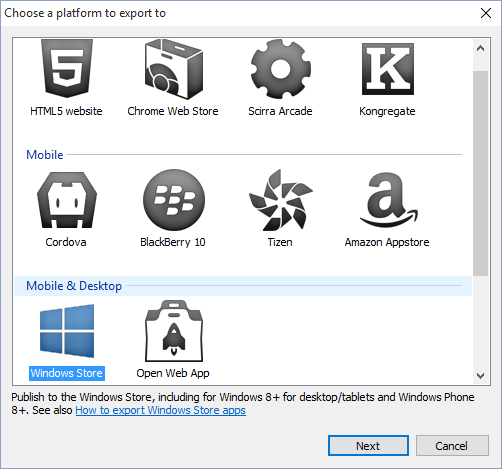 Choose a platform to export to
HTML5 website Chrome Web Store Scirra Arcade Kongregate
Mobile
Cordova BlackBerry 10 Tizen Amazon Appstore
Mobile & Desktop
Windows Store Open Web App
Publish to the Windows Store, including for Windows 8+ for desktop/tablets and Windows Phone
8+. See also How to export Windows Store apps
Next Cancel